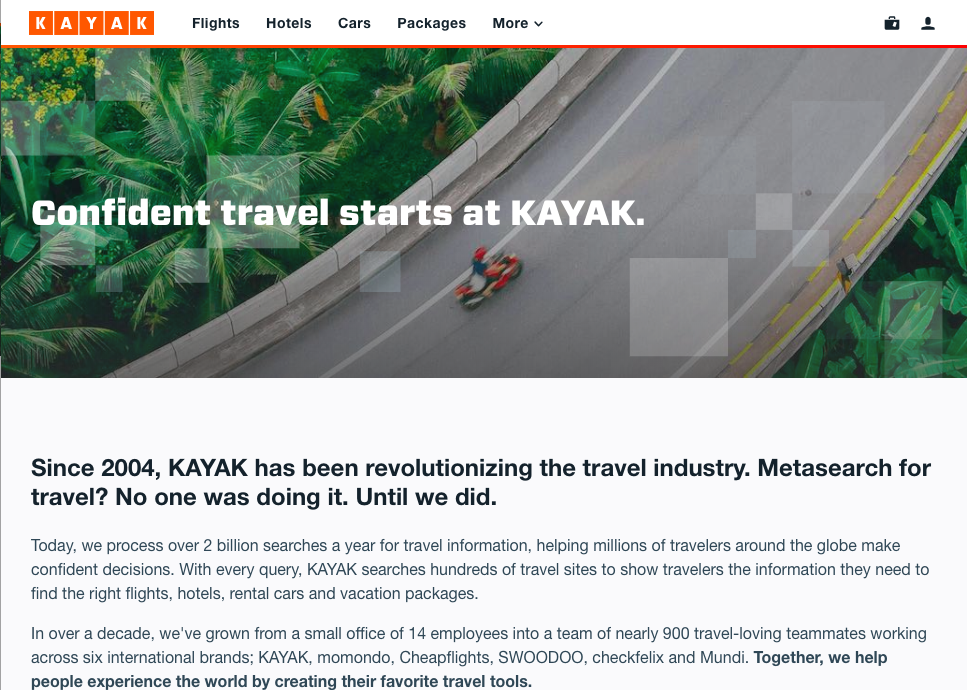 KAYAK Flights Hotels Cars Packages More
Confident travel starts at KAYAK.
Since 2004, KAYAK has been revolutionizing the travel industry. Metasearch for
travel? No one was doing it. Until we did.
Today, we process over 2 billion searches a year for travel information, helping millions of travelers around the globe make
confident decisions. With every query, KAYAK searches hundreds of travel sites to show travelers the information they need to
find the right flights, hotels, rental cars and vacation packages.
In over a decade, we've grown from a small office of 14 employees into a team of nearly 900 travel-loving teammates working
across six international brands; KAYAK, momondo, Cheapflights, SWOODOO, checkfelix and Mundi. Together, we help
people experience the world by creating their favorite travel tools.